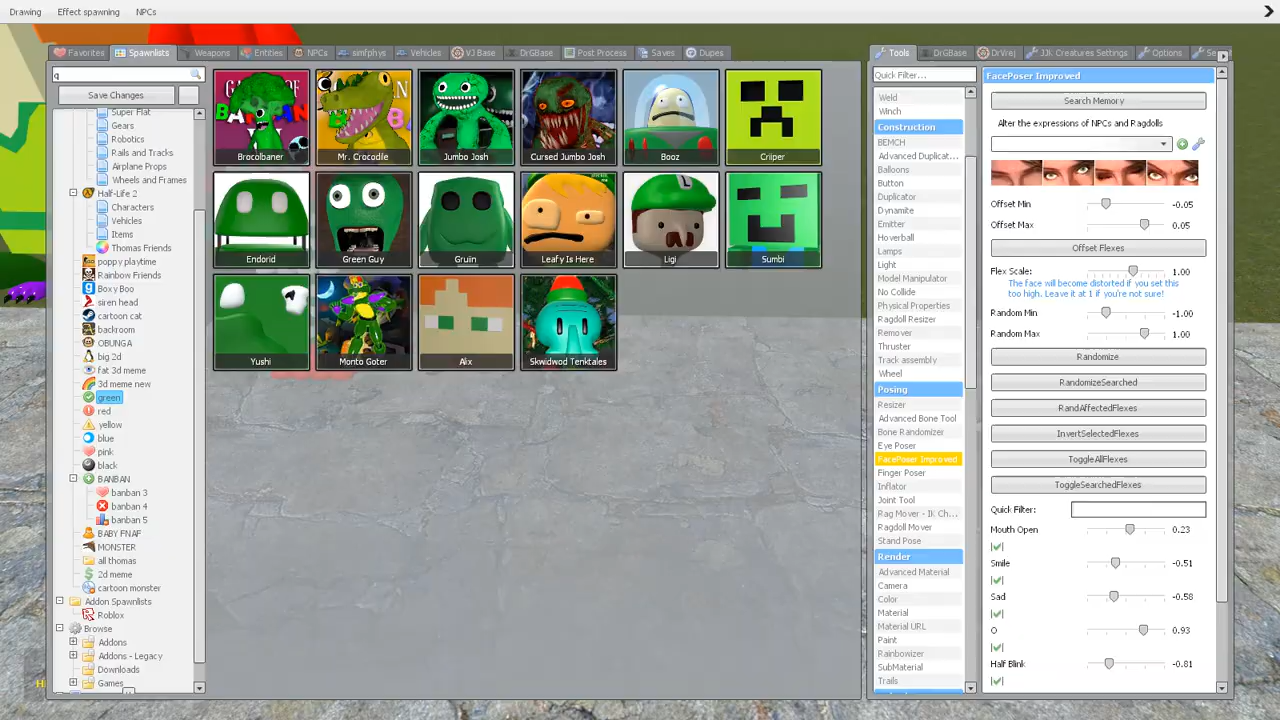 Drawing Effect spawning NPCs
Favorites Spawnlists Weapons Entities NPCs simfphys Vehicles VJ Base DrGBase Post Process Saves Dupes
q
Save Changes
Super Flat
Gears
Robotics
Rails and Tracks
Airplane Props
Wheels and Frames
Half-Life 2
Characters
Vehicles
Items
Thomas Friends
poppy playtime
Rainbow Friends
Boxy Boo
siren head
cartoon cat
backroom
OBUNGA
big 2d
fat 3d meme
3d meme new
green
red
yellow
blue
pink
black
BANBAN
banban 3
banban 4
banban 5
BABY FNAF
MONSTER
all thomas
2d meme
cartoon monster
Addon Spawnlists
Roblox
Browse
Addons
Addons - Legacy
Downloads
Games
Brocolbaner Mr. Crocodile Jumbo Josh Cursed Jumbo Josh Booz Criiper
Endorid Green Guy Gruiin Leafy Is Here Ligi Sumbi
Yushi Monto Goter Alix Skwidwod Tenktales
Tools DrGBase DrVrej JJk Creatures Settings Options Se
Quick Filter...
Weld
Winch
Construction
BEMCH
Advanced Duplicat...
Balloons
Button
Duplicator
Dynamite
Emitter
Hoverball
Lamps
Light
Model Manipulator
No Collide
Physical Properties
Ragdoll Resizer
Remover
Thruster
Track assembly
Wheel
Posing
Resizer
Advanced Bone Tool
Bone Randomizer
Eye Poser
FacePoser Improved
Finger Poser
Inflator
Joint Tool
Rag Mover - Ik Ch...
Ragdoll Mover
Stand Pose
Render
Advanced Material
Camera
Color
Material
Material URL
Paint
Rainbowizer
SubMaterial
Trails
FacePoser Improved
Search Memory
Alter the expressions of NPCs and Ragdolls
Offset Min -0.05
Offset Max 0.05
Offset Flexes
Flex Scale: 1.00
The face will become distorted if you set this
too high. Leave it at 1 if you're not sure!
Random Min -1.00
Random Max 1.00
Randomize
RandomizeSearched
RandAffectedFlexes
InvertSelectedFlexes
ToggleAllFlexes
ToggleSearchedFlexes
Quick Filter:
Mouth Open 0.23
Smile -0.51
Sad -0.58
O 0.93
Half Blink -0.81